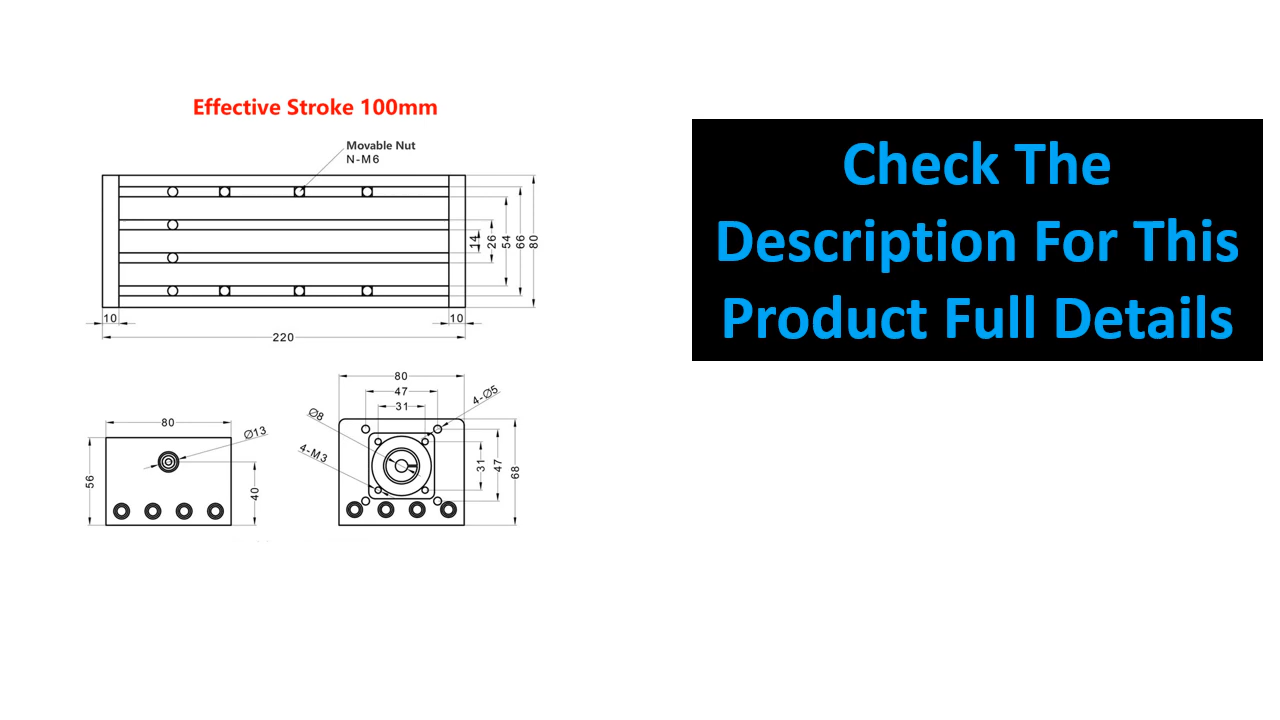 Effective Stroke 100mm
Movable Nut
N-M6
14
26
54
66
80
10
10
220
80
47
31
4-Ø5
Ø8
4-M3
31
47
68
80
Ø13
56
40
Check The
Description For This
Product Full Details